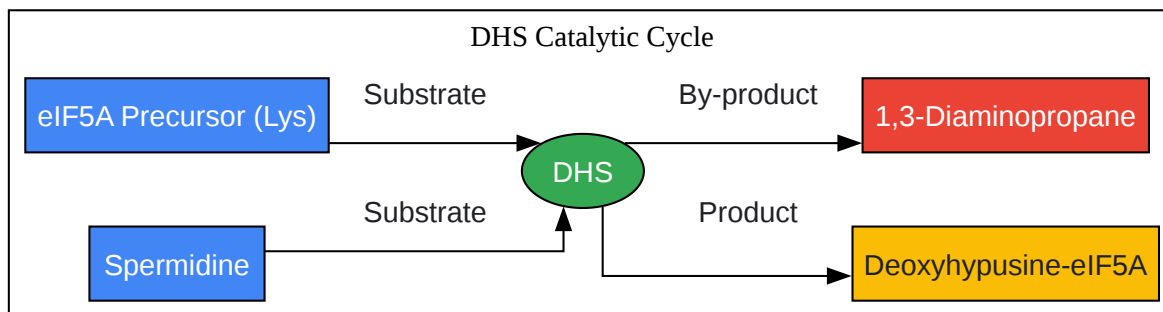 DHS Catalytic Cycle
eIF5A Precursor (Lys)
Substrate
By-product
1,3-Diaminopropane
DHS
Spermidine
Substrate
Product
Deoxyhypusine-eIF5A